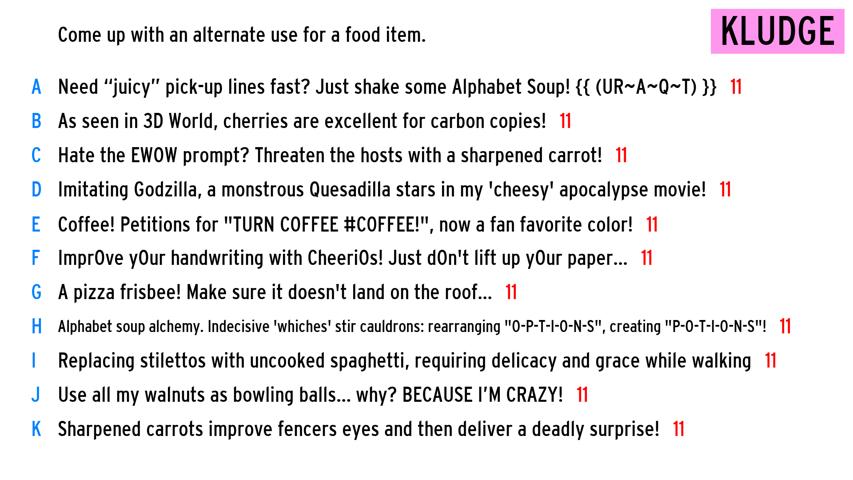 Come up with an alternate use for a food item.
KLUDGE
A Need “juicy” pick-up lines fast? Just shake some Alphabet Soup! {{ (UR~A~Q~T) }} 11
B As seen in 3D World, cherries are excellent for carbon copies! 11
C Hate the EWOW prompt? Threaten the hosts with a sharpened carrot! 11
D Imitating Godzilla, a monstrous Quesadilla stars in my 'cheesy' apocalypse movie! 11
E Coffee! Petitions for "TURN COFFEE #C0FFEE!", now a fan favorite color! 11
F ImprOve yOur handwriting with CheeriOs! Just dOn't lift up yOur paper... 11
G A pizza frisbee! Make sure it doesn't land on the roof... 11
H Alphabet soup alchemy. Indecisive 'whiches' stir cauldrons: rearranging "O-P-T-I-O-N-S", creating "P-O-T-I-O-N-S"! 11
I Replacing stilettos with uncooked spaghetti, requiring delicacy and grace while walking 11
J Use all my walnuts as bowling balls... why? BECAUSE I’M CRAZY! 11
K Sharpened carrots improve fencers eyes and then deliver a deadly surprise! 11